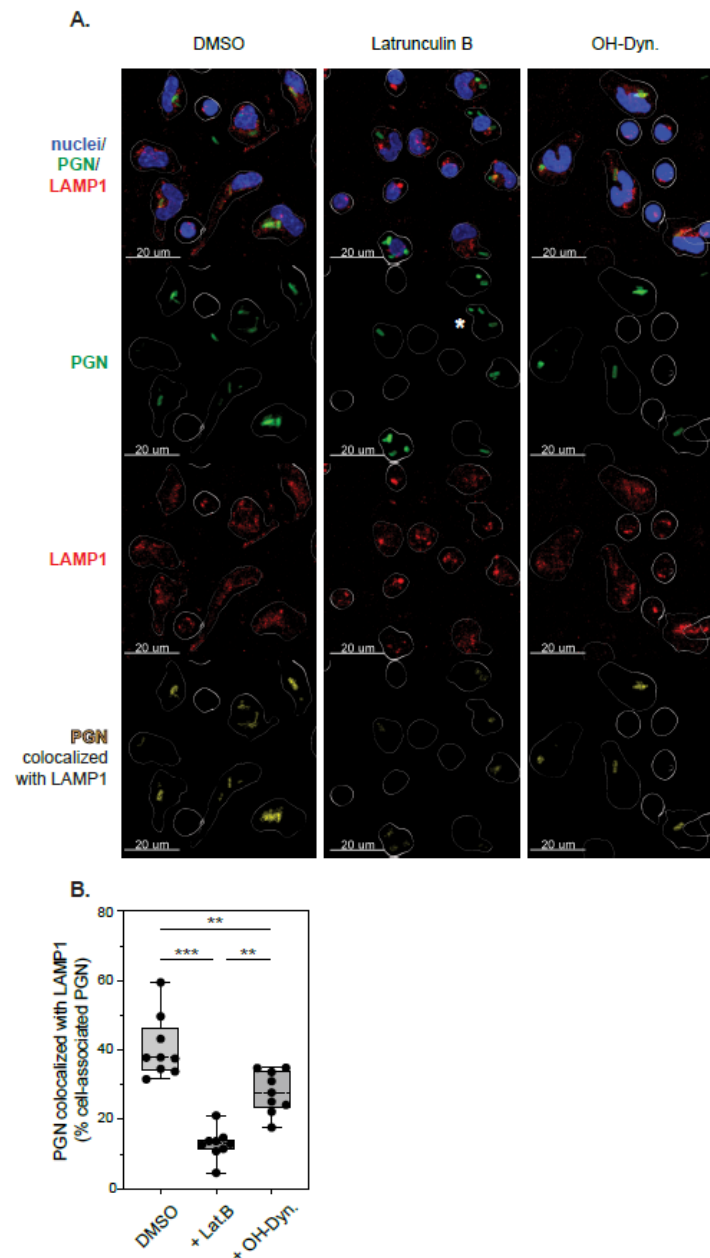 A.
DMSO Latrunculin B OH-Dyn.
nuclei/
PGN/
LAMP1
20 um 20 um 20 um
PGN
*
20 um 20 um 20 um
LAMP1
20 um 20 um 20 um
PGN
colocalized
with LAMP1
20 um 20 um 20 um
B.
PGN colocalized with LAMP1
(% cell-associated PGN)
80
60
40
20
0
**
*** **
DMSO
+ Lat.B
+ OH-Dyn.